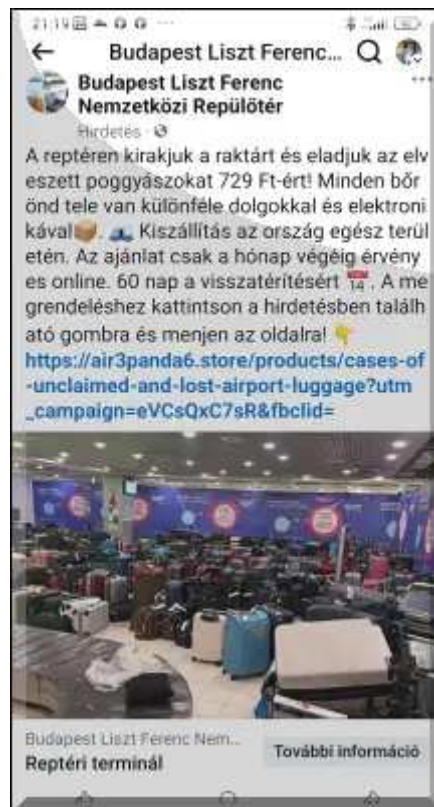 21:19
Budapest Liszt Ferenc...
Budapest Liszt Ferenc
Nemzetközi Repülőtér
Hirdetés ·
A reptéren kirakjuk a raktárt és eladjuk az elv
eszett poggyászokat 729 Ft-ért! Minden bőr
önd tele van különféle dolgokkal és elektroni
kával📦. 🚤 Kiszállítás az ország egész terül
etén. Az ajánlat csak a hónap végéig érvény
es online. 60 nap a visszatérítésért 📅. A me
grendeléshez kattintson a hirdetésben találh
ató gombra és menjen az oldalra! 👇
https://air3panda6.store/products/cases-of
-unclaimed-and-lost-airport-luggage?utm
_campaign=eVCsQxC7sR&fbclid=
Budapest Liszt Ferenc Nem...
Reptéri terminál
További információ